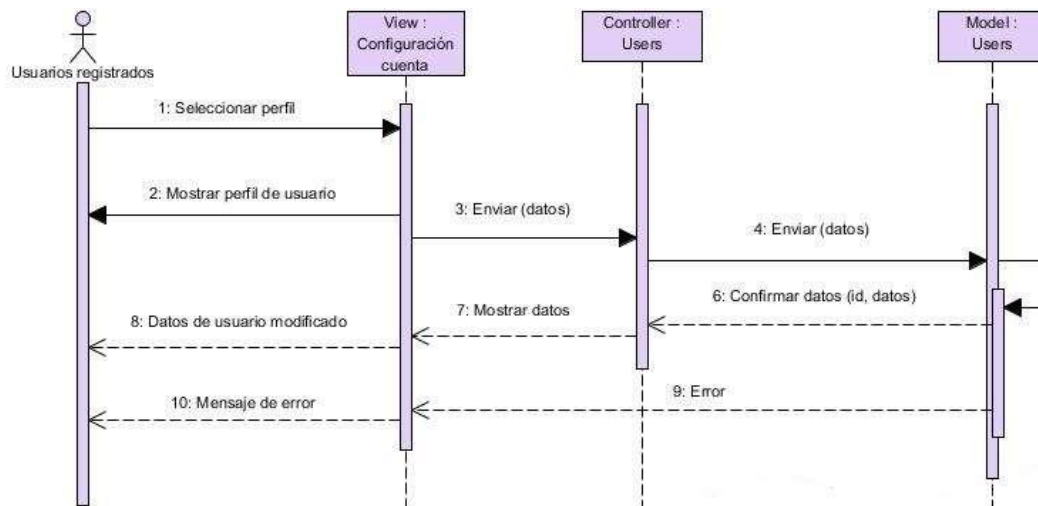 View :
Configuración
cuenta
Controller :
Users
Model :
Users
Usuarios registrados
1: Seleccionar perfil
2: Mostrar perfil de usuario
3: Enviar (datos)
4: Enviar (datos)
6: Confirmar datos (id, datos)
7: Mostrar datos
8: Datos de usuario modificado
9: Error
10: Mensaje de error